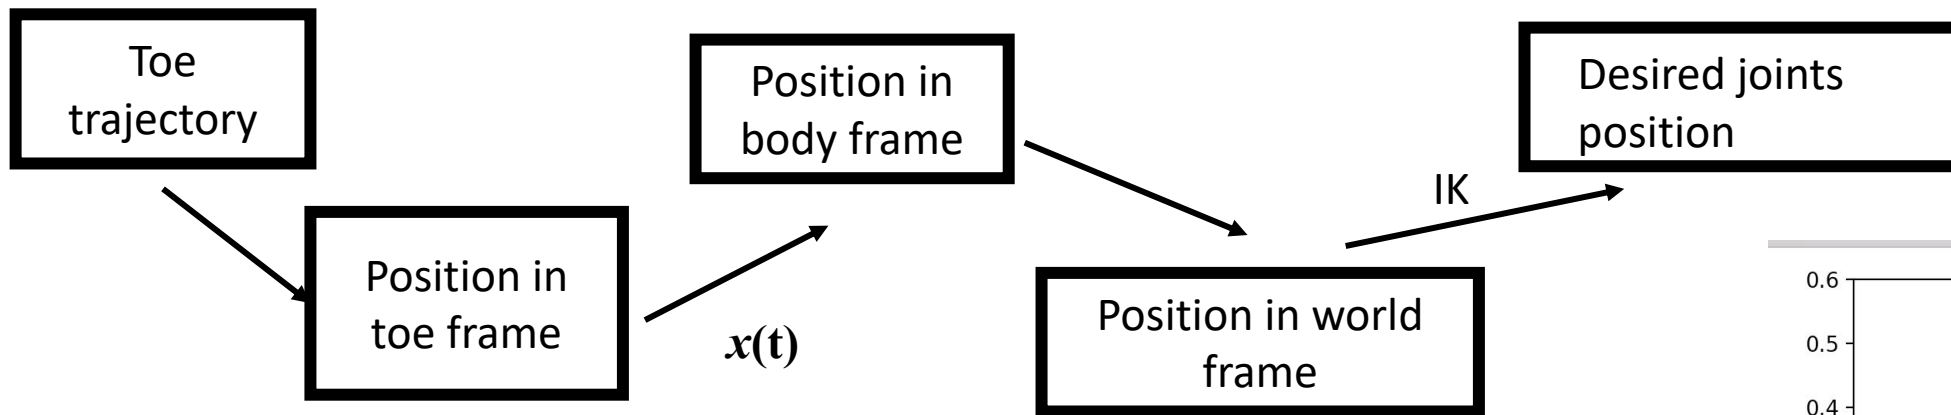 Toe
trajectory
Position in
toe frame
x(t)
Position in
body frame
Position in world
frame
IK
Desired joints
position
0.6
0.5
0.4